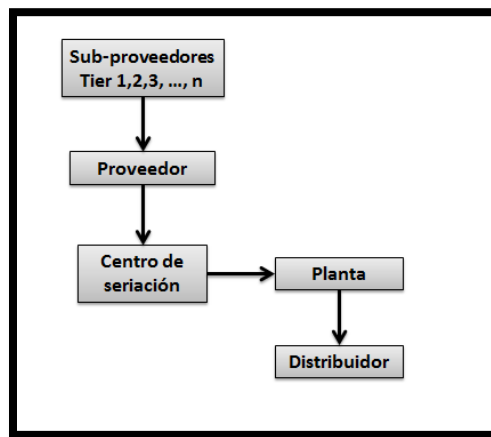 Sub-proveedores
Tier 1,2,3, ..., n
Proveedor
Centro de
seriación
Planta
Distribuidor